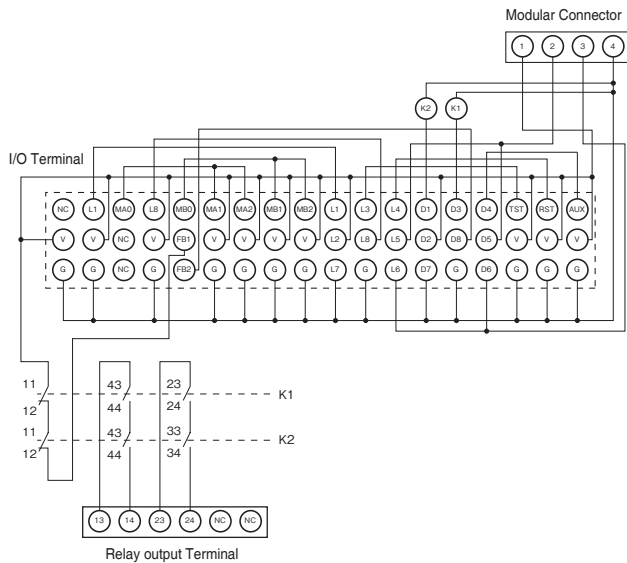 Modular Connector
1 2 3 4
K2 K1
I/O Terminal
NC L1 MA0 L8 MB0 MA1 MA2 MB1 MB2 L1 L3 L4 D1 D3 D4 TST RST AUX
V V NC V FB1 V V V V L2 L8 L5 D2 D8 D5 V V V
G G NC G FB2 G G G G L7 G L6 D7 G D6 G G G
11 43 23
K1
12 44 24
11 43 33
K2
12 44 34
13 14 23 24 NC NC
Relay output Terminal